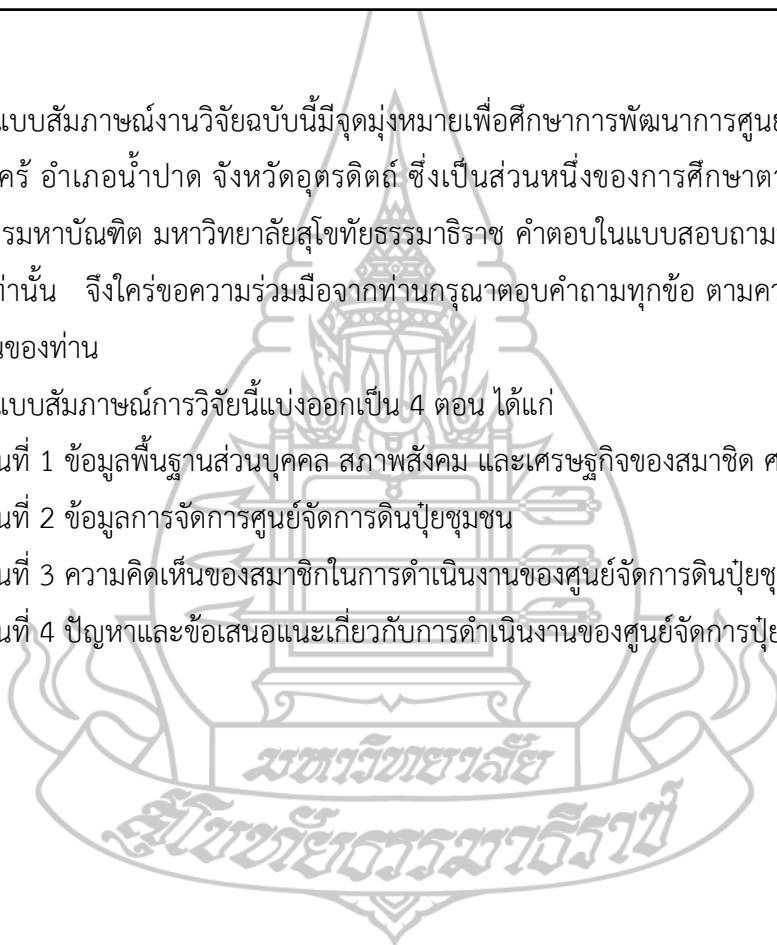 แบบสัมภาษณ์งานวิจัยฉบับนี้มีจุดมุ่งหมายเพื่อศึกษาการพัฒนาการศูนย
คร้ อำเภอน้ำปาด จังหวัดอุตรดิตถ์ ซึ่งเป็นส่วนหนึ่งของการศึกษาตา
รมหาบัณฑิต มหาวิทยาลัยสุโขทัยธรรมาธิราช คำตอบในแบบสอบถาม
ท่านั้น จึงใคร่ขอความร่วมมือจากท่านกรุณาตอบคำถามทุกข้อ ตามคว
นของท่าน
แบบสัมภาษณ์การวิจัยนี้แบ่งออกเป็น 4 ตอน ได้แก่
นที่ 1 ข้อมูลพื้นฐานส่วนบุคคล สภาพสังคม และเศรษฐกิจของสมาชิด ศ
นที่ 2 ข้อมูลการจัดการศูนย์จัดการดินปุ๋ยชุมชน
นที่ 3 ความคิดเห็นของสมาชิกในการดำเนินงานของศูนย์จัดการดินปุ๋ยชุ
นที่ 4 ปัญหาและข้อเสนอแนะเกี่ยวกับการดำเนินงานของศูนย์จัดการปุ๋ย
มหาวิทยาลัย
สุโขทัยธรรมาธิราช